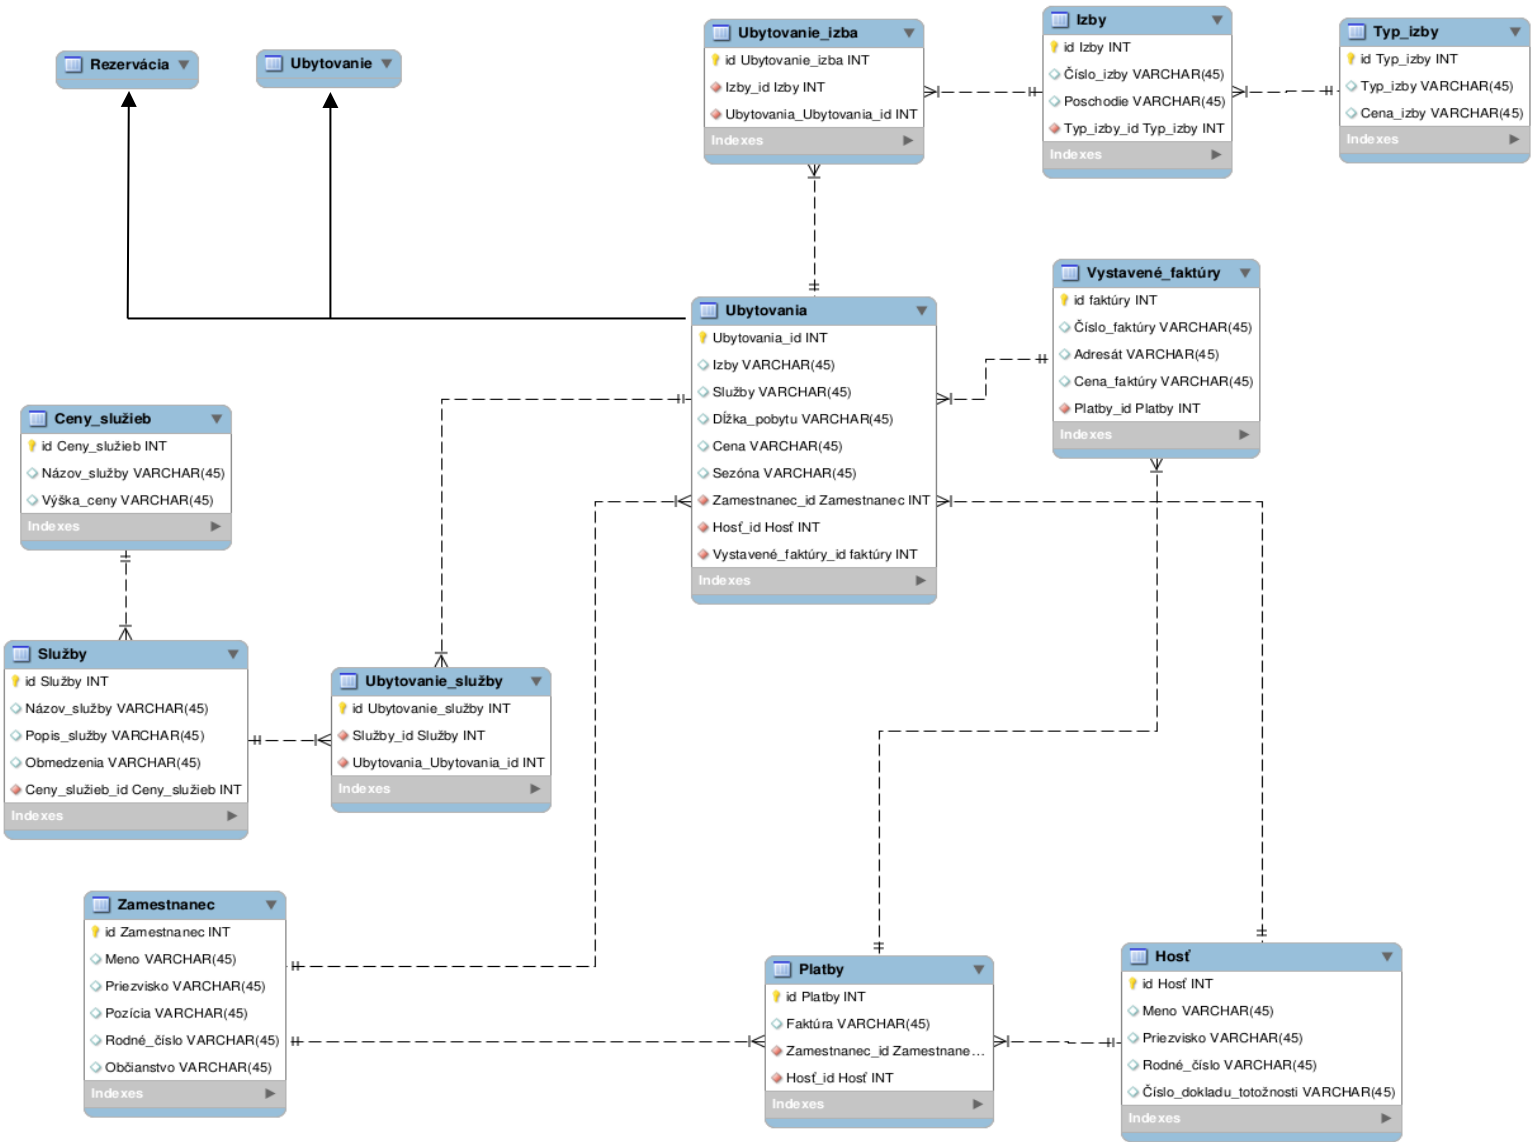 Rezervácia
Ubytovanie
Ubytovanie_izba
id Ubytovanie_izba INT
Izby_id Izby INT
Ubytovania_Ubytovania_id INT
Indexes
Izby
id Izby INT
Číslo_izby VARCHAR(45)
Poschodie VARCHAR(45)
Typ_izby_id Typ_izby INT
Indexes
Typ_izby
id Typ_izby INT
Typ_izby VARCHAR(45)
Cena_izby VARCHAR(45)
Indexes
Ubytovania
Ubytovania_id INT
Izby VARCHAR(45)
Služby VARCHAR(45)
Dĺžka_pobytu VARCHAR(45)
Cena VARCHAR(45)
Sezóna VARCHAR(45)
Zamestnanec_id Zamestnanec INT
Hosť_id Hosť INT
Vystavené_faktúry_id faktúry INT
Indexes
Vystavené_faktúry
id faktúry INT
Číslo_faktúry VARCHAR(45)
Adresát VARCHAR(45)
Cena_faktúry VARCHAR(45)
Platby_id Platby INT
Indexes
Ceny_služieb
id Ceny_služieb INT
Názov_služby VARCHAR(45)
Výška_ceny VARCHAR(45)
Indexes
Služby
id Služby INT
Názov_služby VARCHAR(45)
Popis_služby VARCHAR(45)
Obmedzenia VARCHAR(45)
Ceny_služieb_id Ceny_služieb INT
Indexes
Ubytovanie_služby
id Ubytovanie_služby INT
Služby_id Služby INT
Ubytovania_Ubytovania_id INT
Indexes
Zamestnanec
id Zamestnanec INT
Meno VARCHAR(45)
Priezvisko VARCHAR(45)
Pozícia VARCHAR(45)
Rodné_číslo VARCHAR(45)
Občianstvo VARCHAR(45)
Indexes
Platby
id Platby INT
Faktúra VARCHAR(45)
Zamestnanec_id Zamestnane...
Hosť_id Hosť INT
Indexes
Hosť
id Hosť INT
Meno VARCHAR(45)
Priezvisko VARCHAR(45)
Rodné_číslo VARCHAR(45)
Číslo_dokladu_totožnosti VARCHAR(45)
Indexes